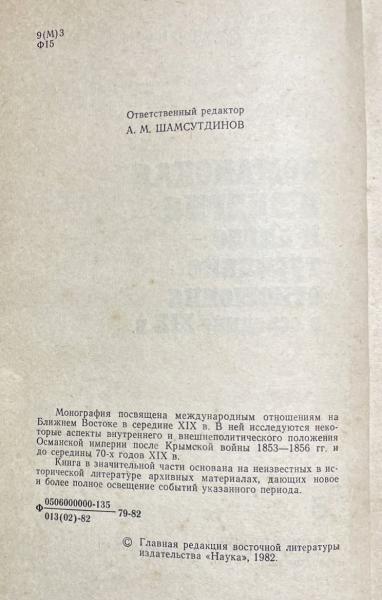 9(М)3
Ф15
Ответственный редактор
А. М. ШАМСУТДИНОВ
Монография посвящена международным отношениям на
Ближнем Востоке в середине XIX в. В ней исследуются неко-
торые аспекты внутреннего и внешнеполитического положения
Османской империи после Крымской войны 1853—1856 гг. и
до середины 70-х годов XIX в.
Книга в значительной части основана на неизвестных в ис-
торической литературе архивных материалах, дающих новое
и более полное освещение событий указанного периода.
Ф 0506000000-135
013(02)-82 79-82
© Главная редакция восточной литературы
издательства «Наука», 1982.